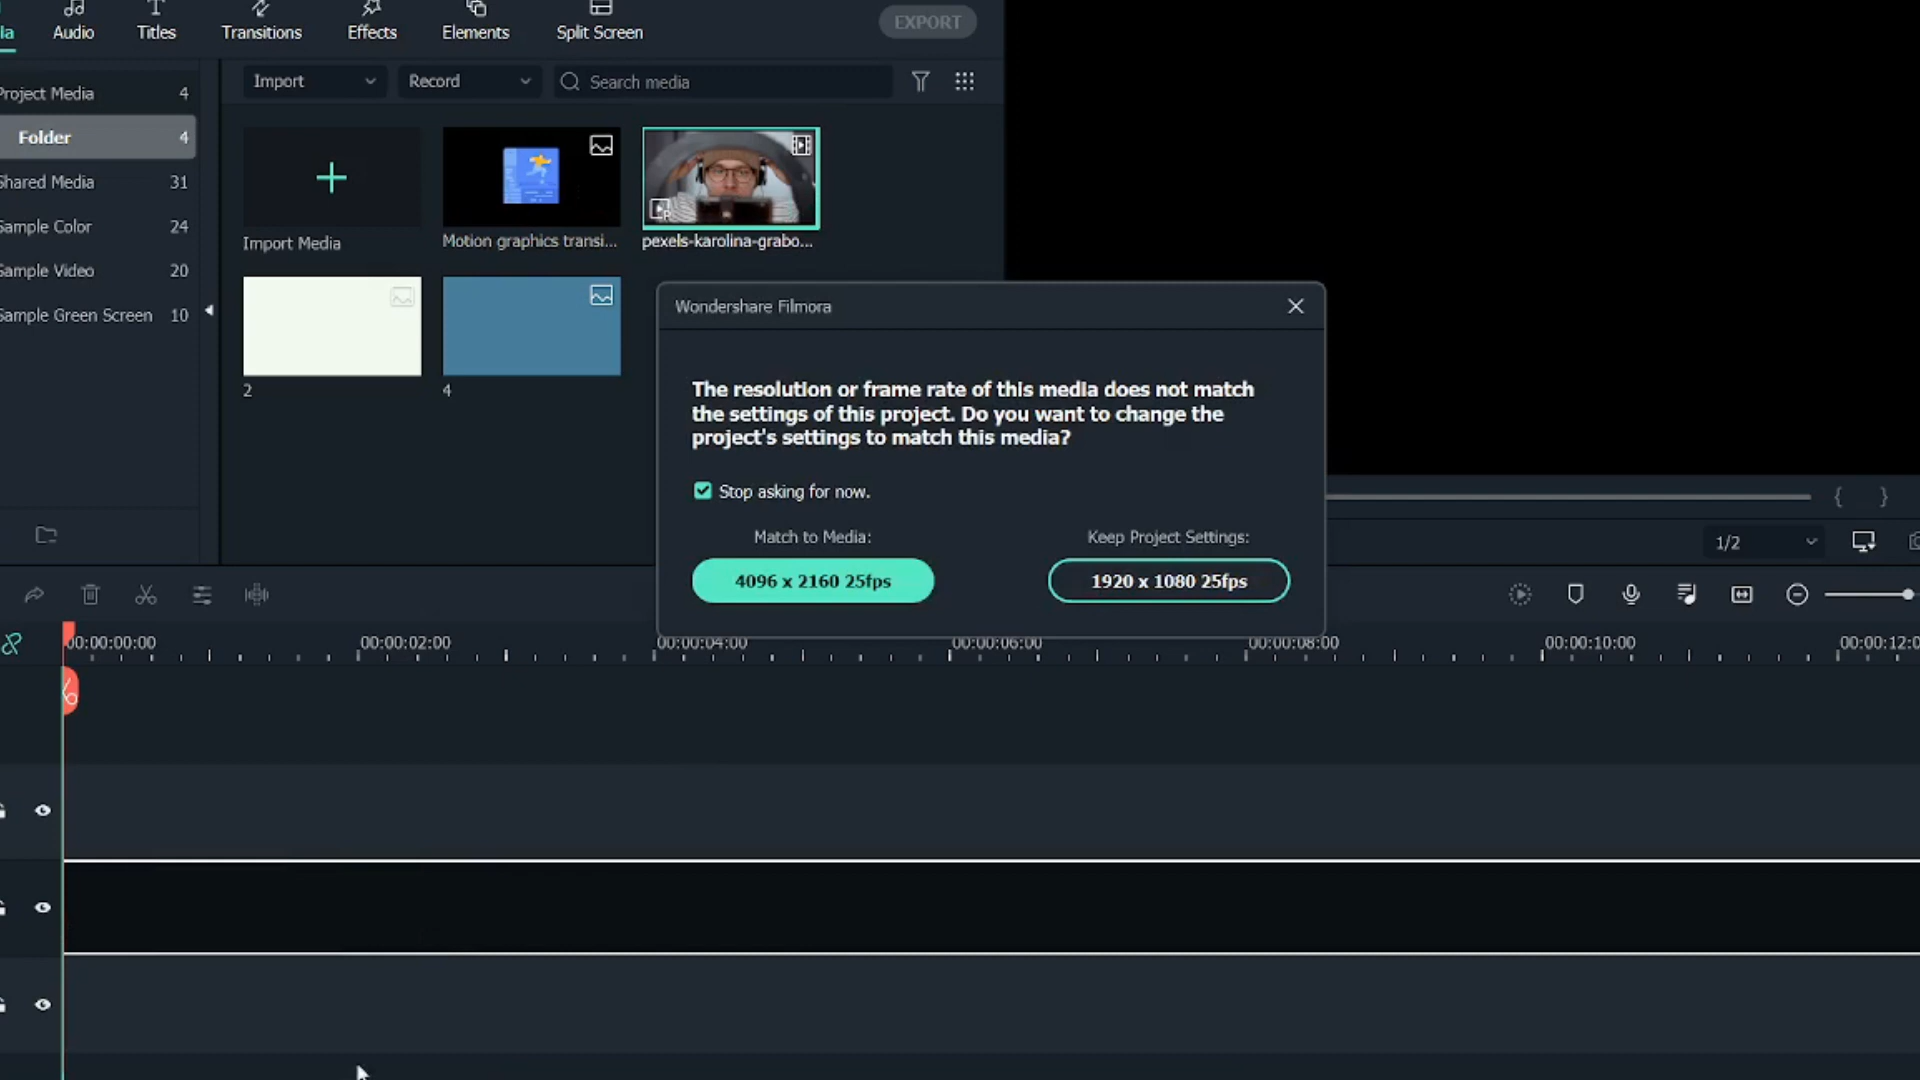 la
Audio
Titles
Transitions
Effects
Elements
Split Screen
EXPORT
Import
Record
Search media
Project Media 4
Folder 4
Shared Media 31
Sample Color 24
Sample Video 20
Sample Green Screen 10
Import Media
Motion graphics transi...
pexels-karolina-grabo...
2
4
Wondershare Filmora
The resolution or frame rate of this media does not match
the settings of this project. Do you want to change the
project's settings to match this media?
Stop asking for now.
Match to Media:
Keep Project Settings:
4096 x 2160 25fps
1920 x 1080 25fps
{ }
1/2
00:00:00:00
00:00:02:00
00:00:04:00
00:00:06:00
00:00:08:00
00:00:10:00
00:00:12:0